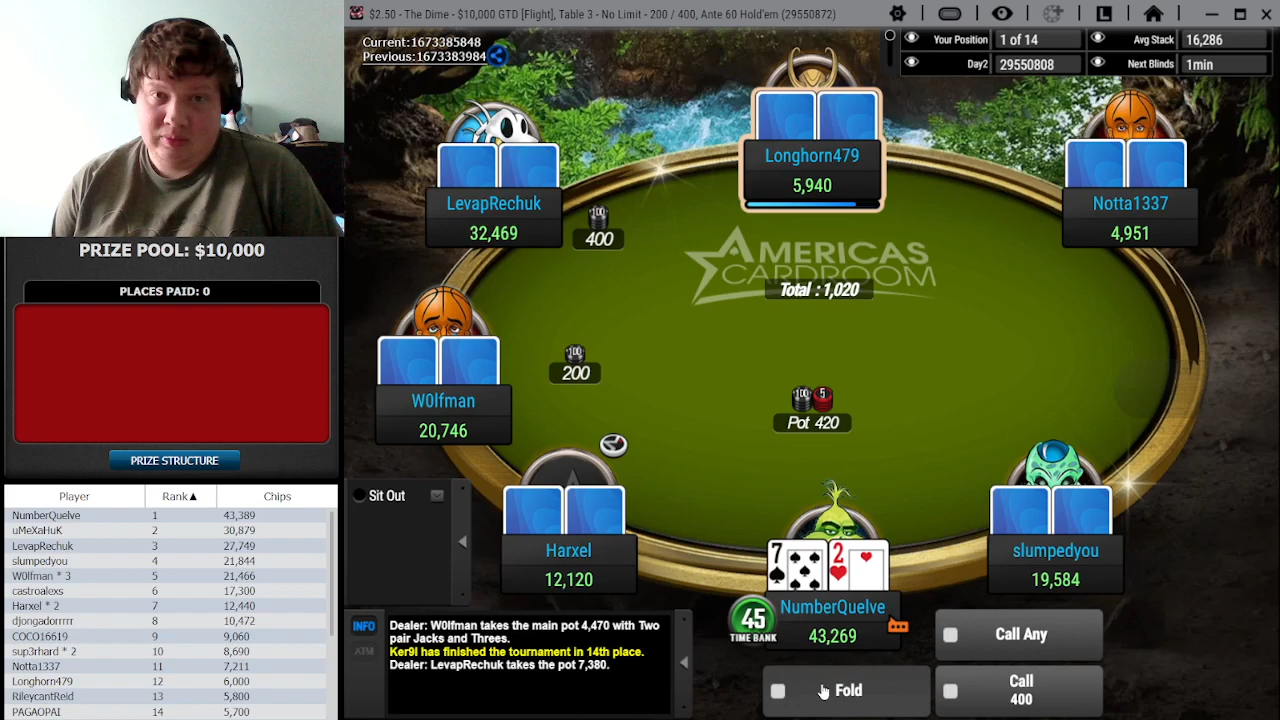 $2.50 - The Dime - $10,000 GTD [Flight], Table 3 - No Limit - 200 / 400, Ante 60 Hold'em (29550872)
Current:1673385848
Previous:1673383984
Your Position 1 of 14 Avg Stack 16,286
Day2 29550808 Next Blinds 1min
Longhorn479
5,940
LevapRechuk
32,469
400
Notta1337
4,951
AMERICAS
CARDROOM
Total : 1,020
PRIZE POOL: $10,000
PLACES PAID: 0
PRIZE STRUCTURE
W0lfman
20,746
100
200
100 5
Pot 420
Sit Out
Harxel
12,120
7 2
NumberQuelve
43,269
45
TIME BANK
slumpedyou
19,584
Player Rank▲ Chips
NumberQuelve 1 43,389
uMeXaHuK 2 30,879
LevapRechuk 3 27,749
slumpedyou 4 21,844
W0lfman * 3 5 21,466
castroalexs 6 17,300
Harxel * 2 7 12,440
djongadorrrrr 8 10,472
COCO16619 9 9,060
sup3rhard * 2 10 8,690
Notta1337 11 7,211
Longhorn479 12 6,000
RileycantReid 13 5,800
PAGAOPAI 14 5,700
INFO
ATM
Dealer: W0lfman takes the main pot 4,470 with Two
pair Jacks and Threes.
Ker9l has finished the tournament in 14th place.
Dealer: LevapRechuk takes the pot 7,380.
Call Any
Fold
Call
400